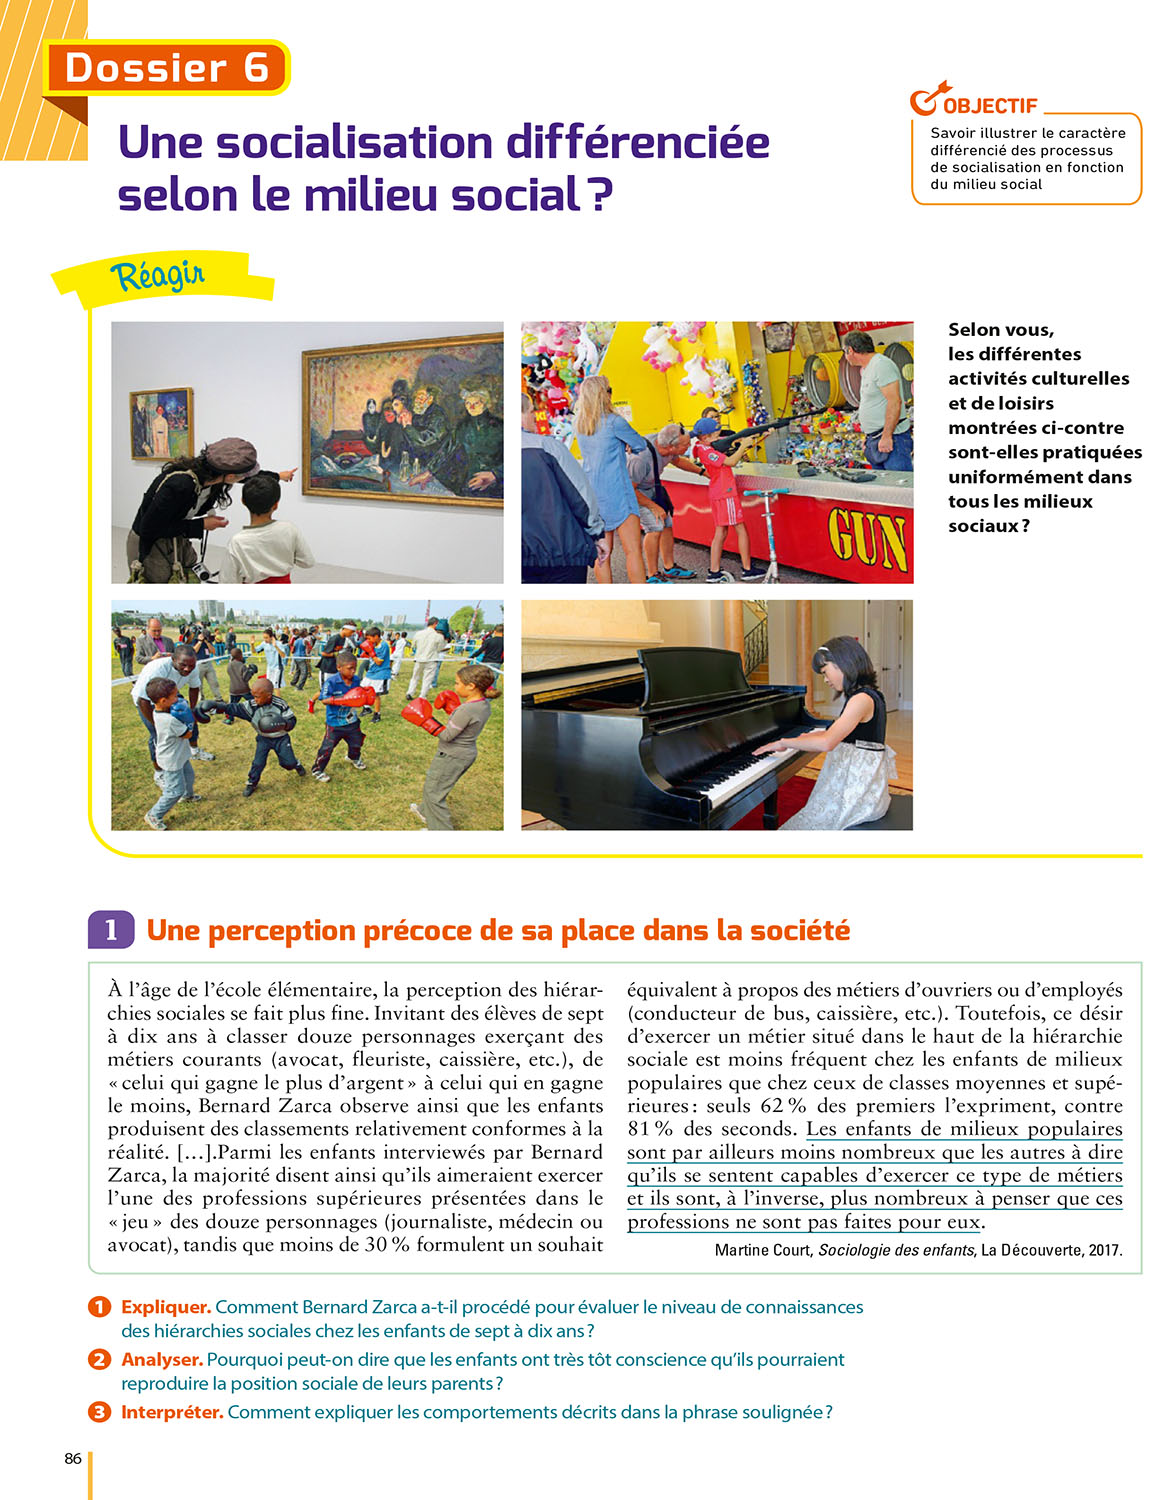 Dossier 6
Une socialisation différenciée
selon le milieu social ?
OBJECTIF
Savoir illustrer le caractère
différencié des processus
de socialisation en fonction
du milieu social
Réagir
GUN
Selon vous,
les différentes
activités culturelles
et de loisirs
montrées ci-contre
sont-elles pratiquées
uniformément dans
tous les milieux
sociaux ?
1 Une perception précoce de sa place dans la société
À l’âge de l’école élémentaire, la perception des hiérar-
chies sociales se fait plus fine. Invitant des élèves de sept
à dix ans à classer douze personnages exerçant des
métiers courants (avocat, fleuriste, caissière, etc.), de
« celui qui gagne le plus d’argent » à celui qui en gagne
le moins, Bernard Zarca observe ainsi que les enfants
produisent des classements relativement conformes à la
réalité. […].Parmi les enfants interviewés par Bernard
Zarca, la majorité disent ainsi qu’ils aimeraient exercer
l’une des professions supérieures présentées dans le
« jeu » des douze personnages (journaliste, médecin ou
avocat), tandis que moins de 30 % formulent un souhait
équivalent à propos des métiers d’ouvriers ou d’employés
(conducteur de bus, caissière, etc.). Toutefois, ce désir
d’exercer un métier situé dans le haut de la hiérarchie
sociale est moins fréquent chez les enfants de milieux
populaires que chez ceux de classes moyennes et supé-
rieures : seuls 62 % des premiers l’expriment, contre
81 % des seconds. Les enfants de milieux populaires
sont par ailleurs moins nombreux que les autres à dire
qu’ils se sentent capables d’exercer ce type de métiers
et ils sont, à l’inverse, plus nombreux à penser que ces
professions ne sont pas faites pour eux.
Martine Court, Sociologie des enfants, La Découverte, 2017.
1 Expliquer. Comment Bernard Zarca a-t-il procédé pour évaluer le niveau de connaissances
des hiérarchies sociales chez les enfants de sept à dix ans ?
2 Analyser. Pourquoi peut-on dire que les enfants ont très tôt conscience qu’ils pourraient
reproduire la position sociale de leurs parents ?
3 Interpréter. Comment expliquer les comportements décrits dans la phrase soulignée ?
86